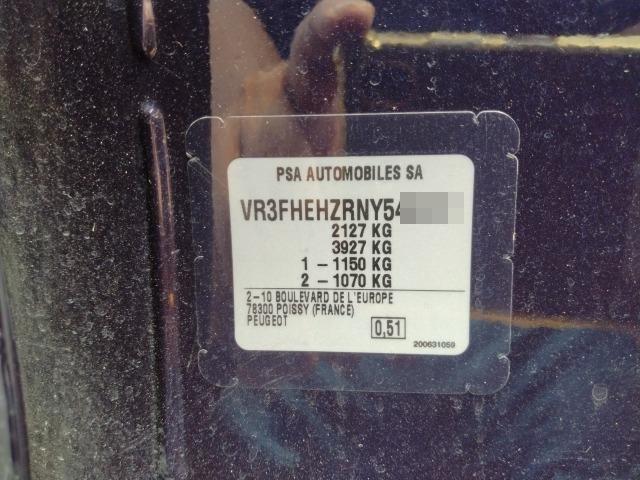 PSA AUTOMOBILES SA
VR3FHEHZRNY54
2127 KG
3927 KG
1 – 1150 KG
2 – 1070 KG
2–10 BOULEVARD DE L'EUROPE
78300 POISSY (FRANCE)
PEUGEOT
0,51
200631059